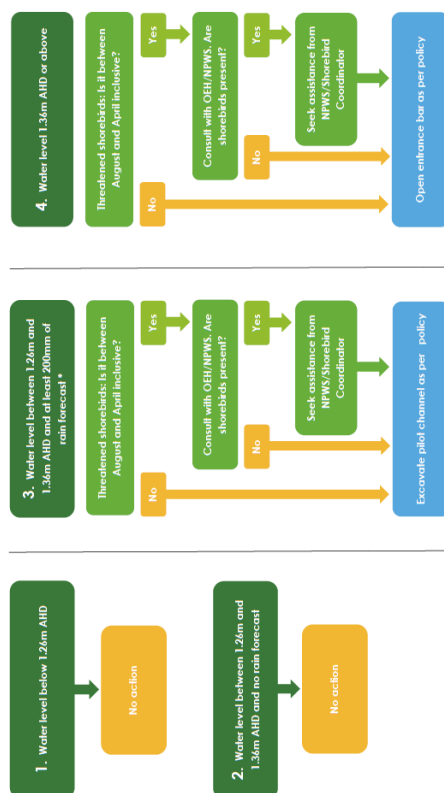 1. Water level below 1.26m AHD
No action
2. Water level between 1.26m and
1.36m AHD and no rain forecast
No action
3. Water level between 1.26m and
1.36m AHD and at least 200mm of
rain forecast *
Threatened shorebirds: Is it between
August and April inclusive?
No
Yes
Consult with OEH/NPWS. Are
shorebirds present?
No
Yes
Seek assistance from
NPWS/Shorebird
Coordinator
Excavate pilot channel as per policy
4. Water level 1.36m AHD or above
Threatened shorebirds: Is it between
August and April inclusive?
No
Yes
Consult with OEH/NPWS. Are
shorebirds present?
No
Yes
Seek assistance from
NPWS/Shorebird
Coordinator
Open entrance bar as per policy